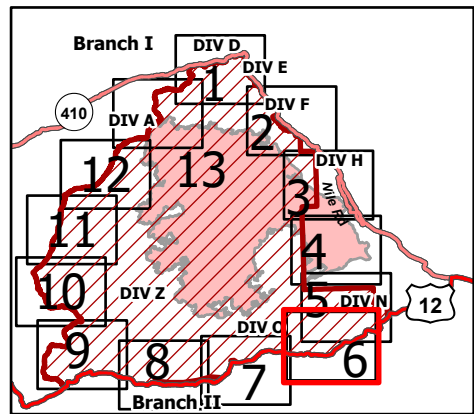 Branch I
DIV D
DIV E
1
410
DIV A
DIV F
2
13
12
DIV H
3
Nile Rd
11
4
10
DIV Z
5
DIV N
12
DIV O
9
8
7
6
Branch II